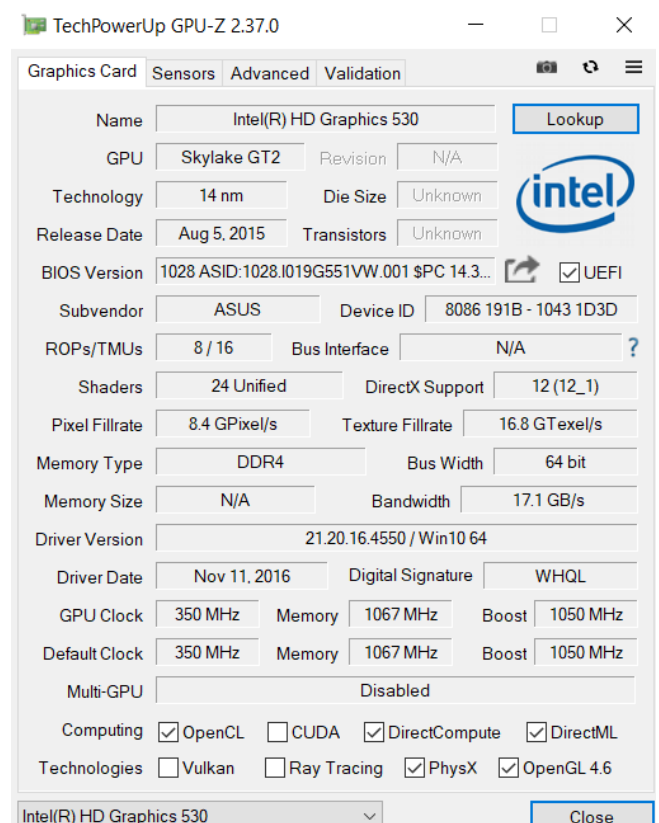 TechPowerUp GPU-Z 2.37.0
Graphics Card Sensors Advanced Validation
Name Intel(R) HD Graphics 530 Lookup
GPU Skylake GT2 Revision N/A
Technology 14 nm Die Size Unknown
intel
Release Date Aug 5, 2015 Transistors Unknown
BIOS Version 1028 ASID:1028.I019G551VW.001 $PC 14.3... UEFI
Subvendor ASUS Device ID 8086 191B - 1043 1D3D
ROPs/TMUs 8 / 16 Bus Interface N/A ?
Shaders 24 Unified DirectX Support 12 (12_1)
Pixel Fillrate 8.4 GPixel/s Texture Fillrate 16.8 GTexel/s
Memory Type DDR4 Bus Width 64 bit
Memory Size N/A Bandwidth 17.1 GB/s
Driver Version 21.20.16.4550 / Win10 64
Driver Date Nov 11, 2016 Digital Signature WHQL
GPU Clock 350 MHz Memory 1067 MHz Boost 1050 MHz
Default Clock 350 MHz Memory 1067 MHz Boost 1050 MHz
Multi-GPU Disabled
Computing OpenCL CUDA DirectCompute DirectML
Technologies Vulkan Ray Tracing PhysX OpenGL 4.6
Intel(R) HD Graphics 530 Close